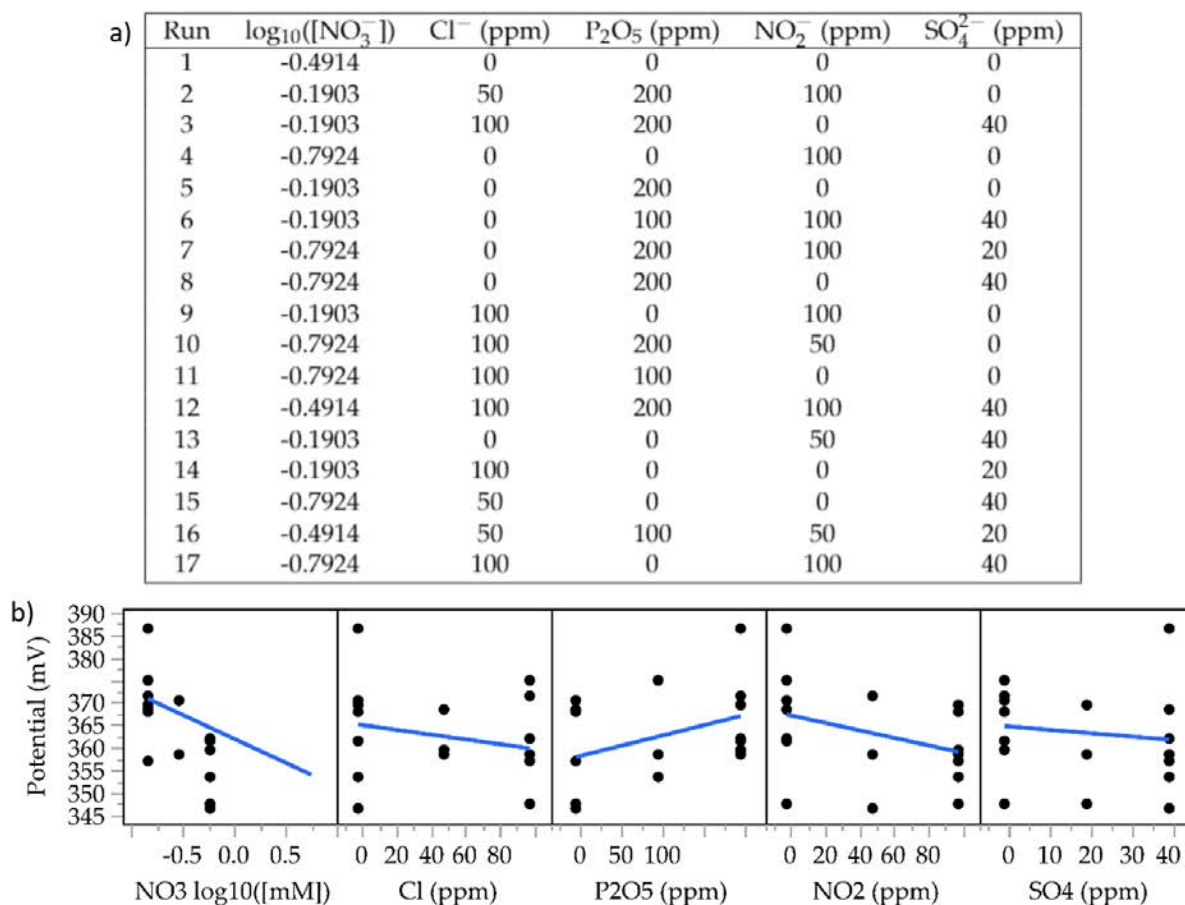 a)
Run log₁₀([NO₃⁻]) Cl⁻ (ppm) P₂O₅ (ppm) NO₂⁻ (ppm) SO₄²⁻ (ppm)
1 -0.4914 0 0 0 0
2 -0.1903 50 200 100 0
3 -0.1903 100 200 0 40
4 -0.7924 0 0 100 0
5 -0.1903 0 200 0 0
6 -0.1903 0 100 100 40
7 -0.7924 0 200 100 20
8 -0.7924 0 200 0 40
9 -0.1903 100 0 100 0
10 -0.7924 100 200 50 0
11 -0.7924 100 100 0 0
12 -0.4914 100 200 100 40
13 -0.1903 0 0 50 40
14 -0.1903 100 0 0 20
15 -0.7924 50 0 0 40
16 -0.4914 50 100 50 20
17 -0.7924 100 0 100 40
b)
Potential (mV)
390
385
380
370
365
360
355
350
345
-0.5 0.0 0.5 0 20 40 60 80 0 50 100 0 20 40 60 80 0 10 20 30 40
NO3 log10([mM]) Cl (ppm) P2O5 (ppm) NO2 (ppm) SO4 (ppm)